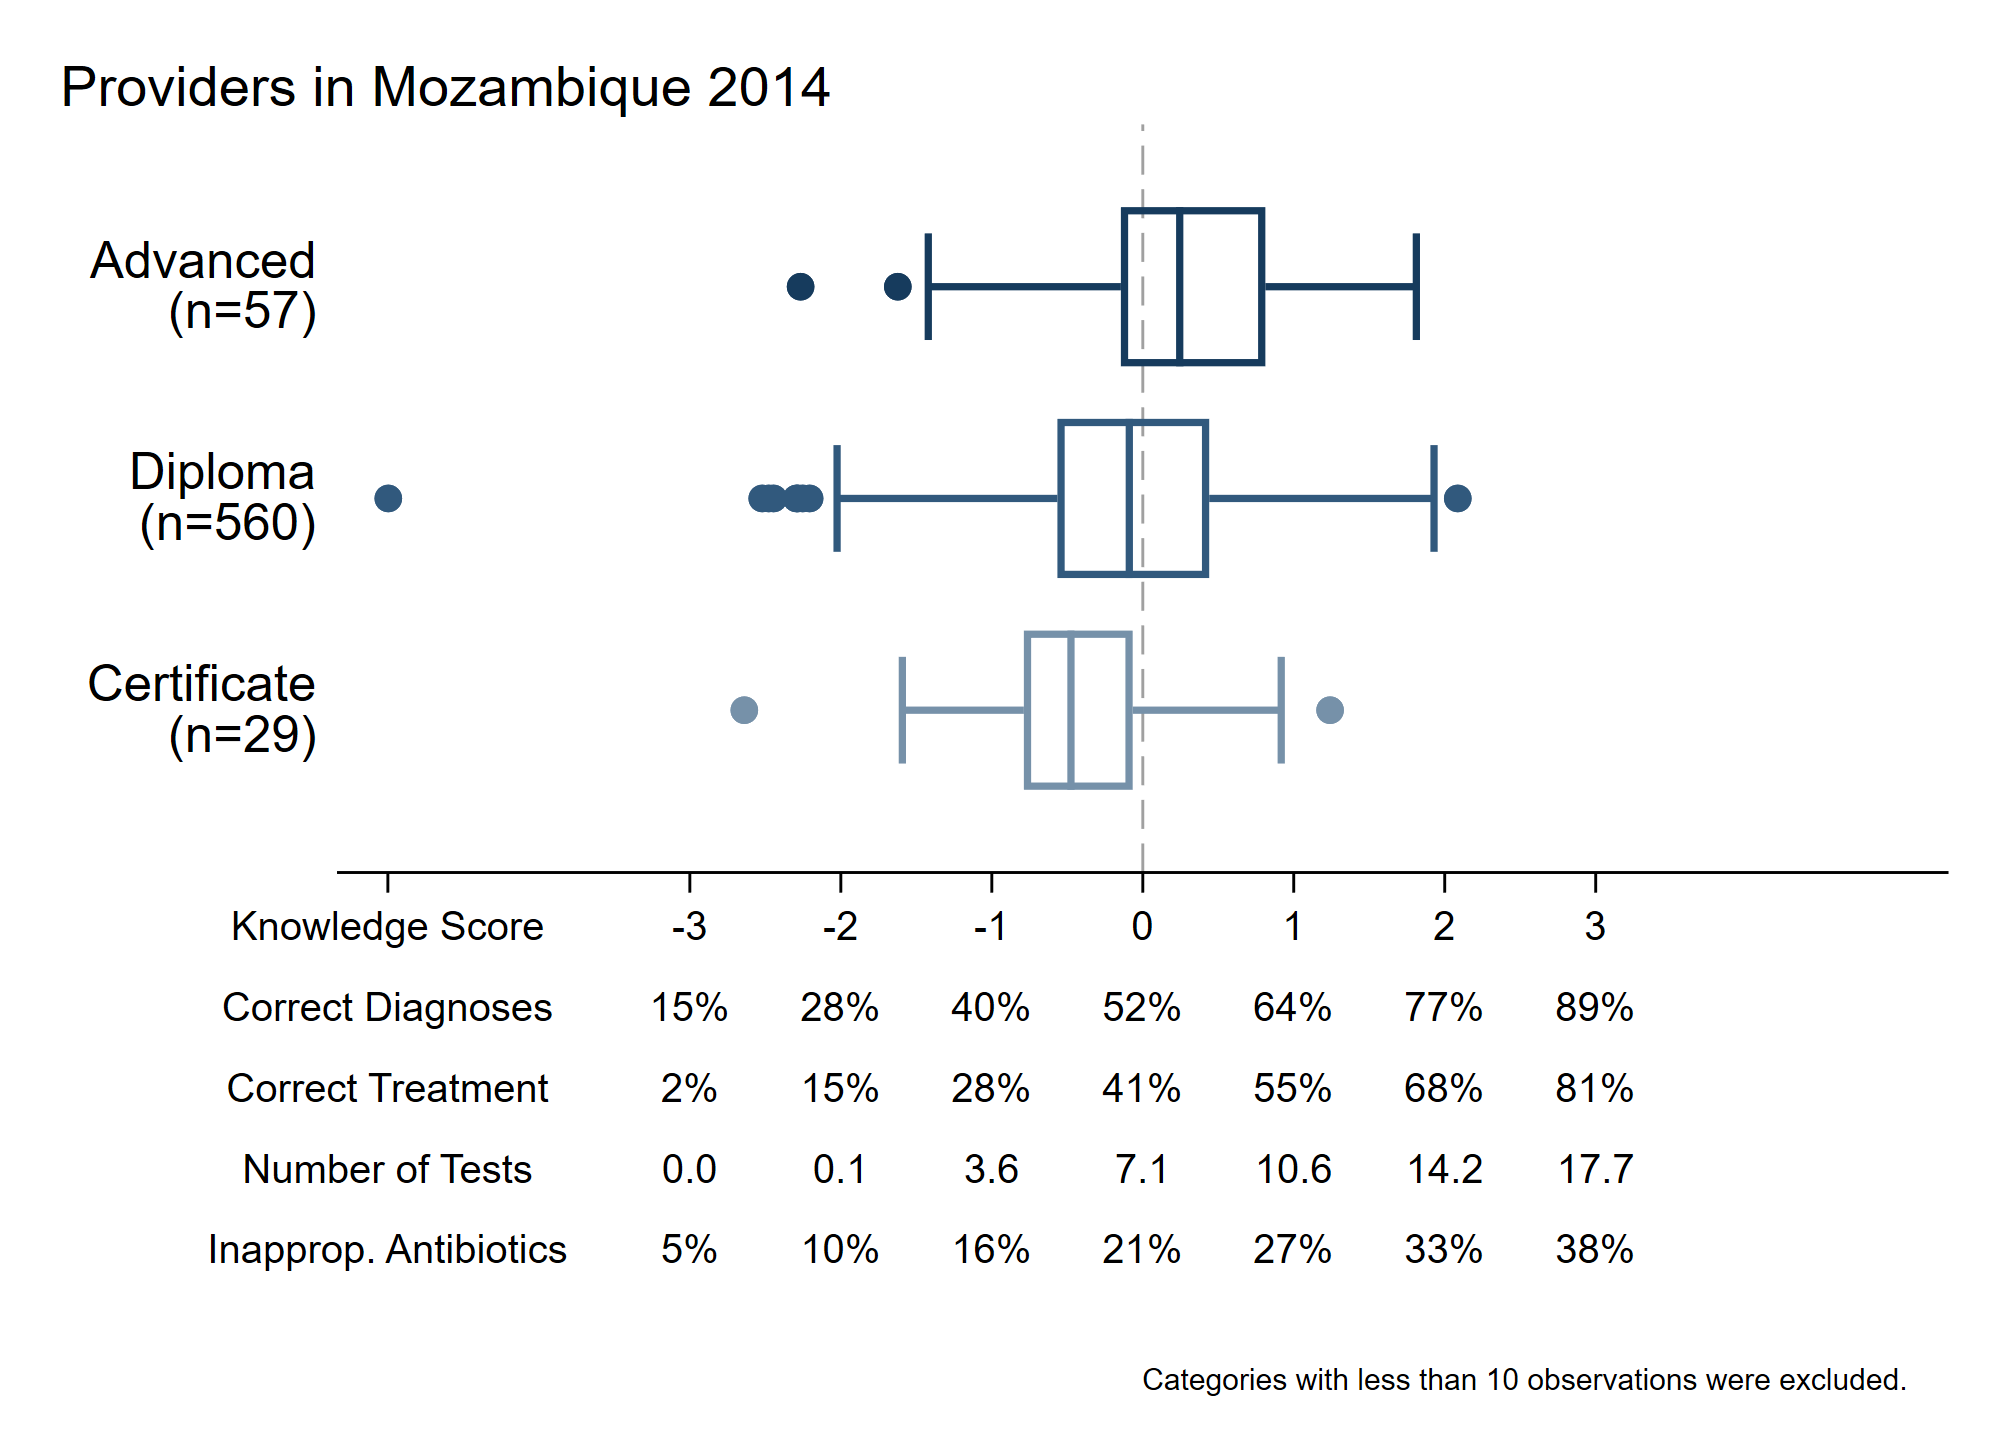 Providers in Mozambique 2014
Advanced
(n=57)
Diploma
(n=560)
Certificate
(n=29)
Knowledge Score -3 -2 -1 0 1 2 3
Correct Diagnoses 15% 28% 40% 52% 64% 77% 89%
Correct Treatment 2% 15% 28% 41% 55% 68% 81%
Number of Tests 0.0 0.1 3.6 7.1 10.6 14.2 17.7
Inapprop. Antibiotics 5% 10% 16% 21% 27% 33% 38%
Categories with less than 10 observations were excluded.